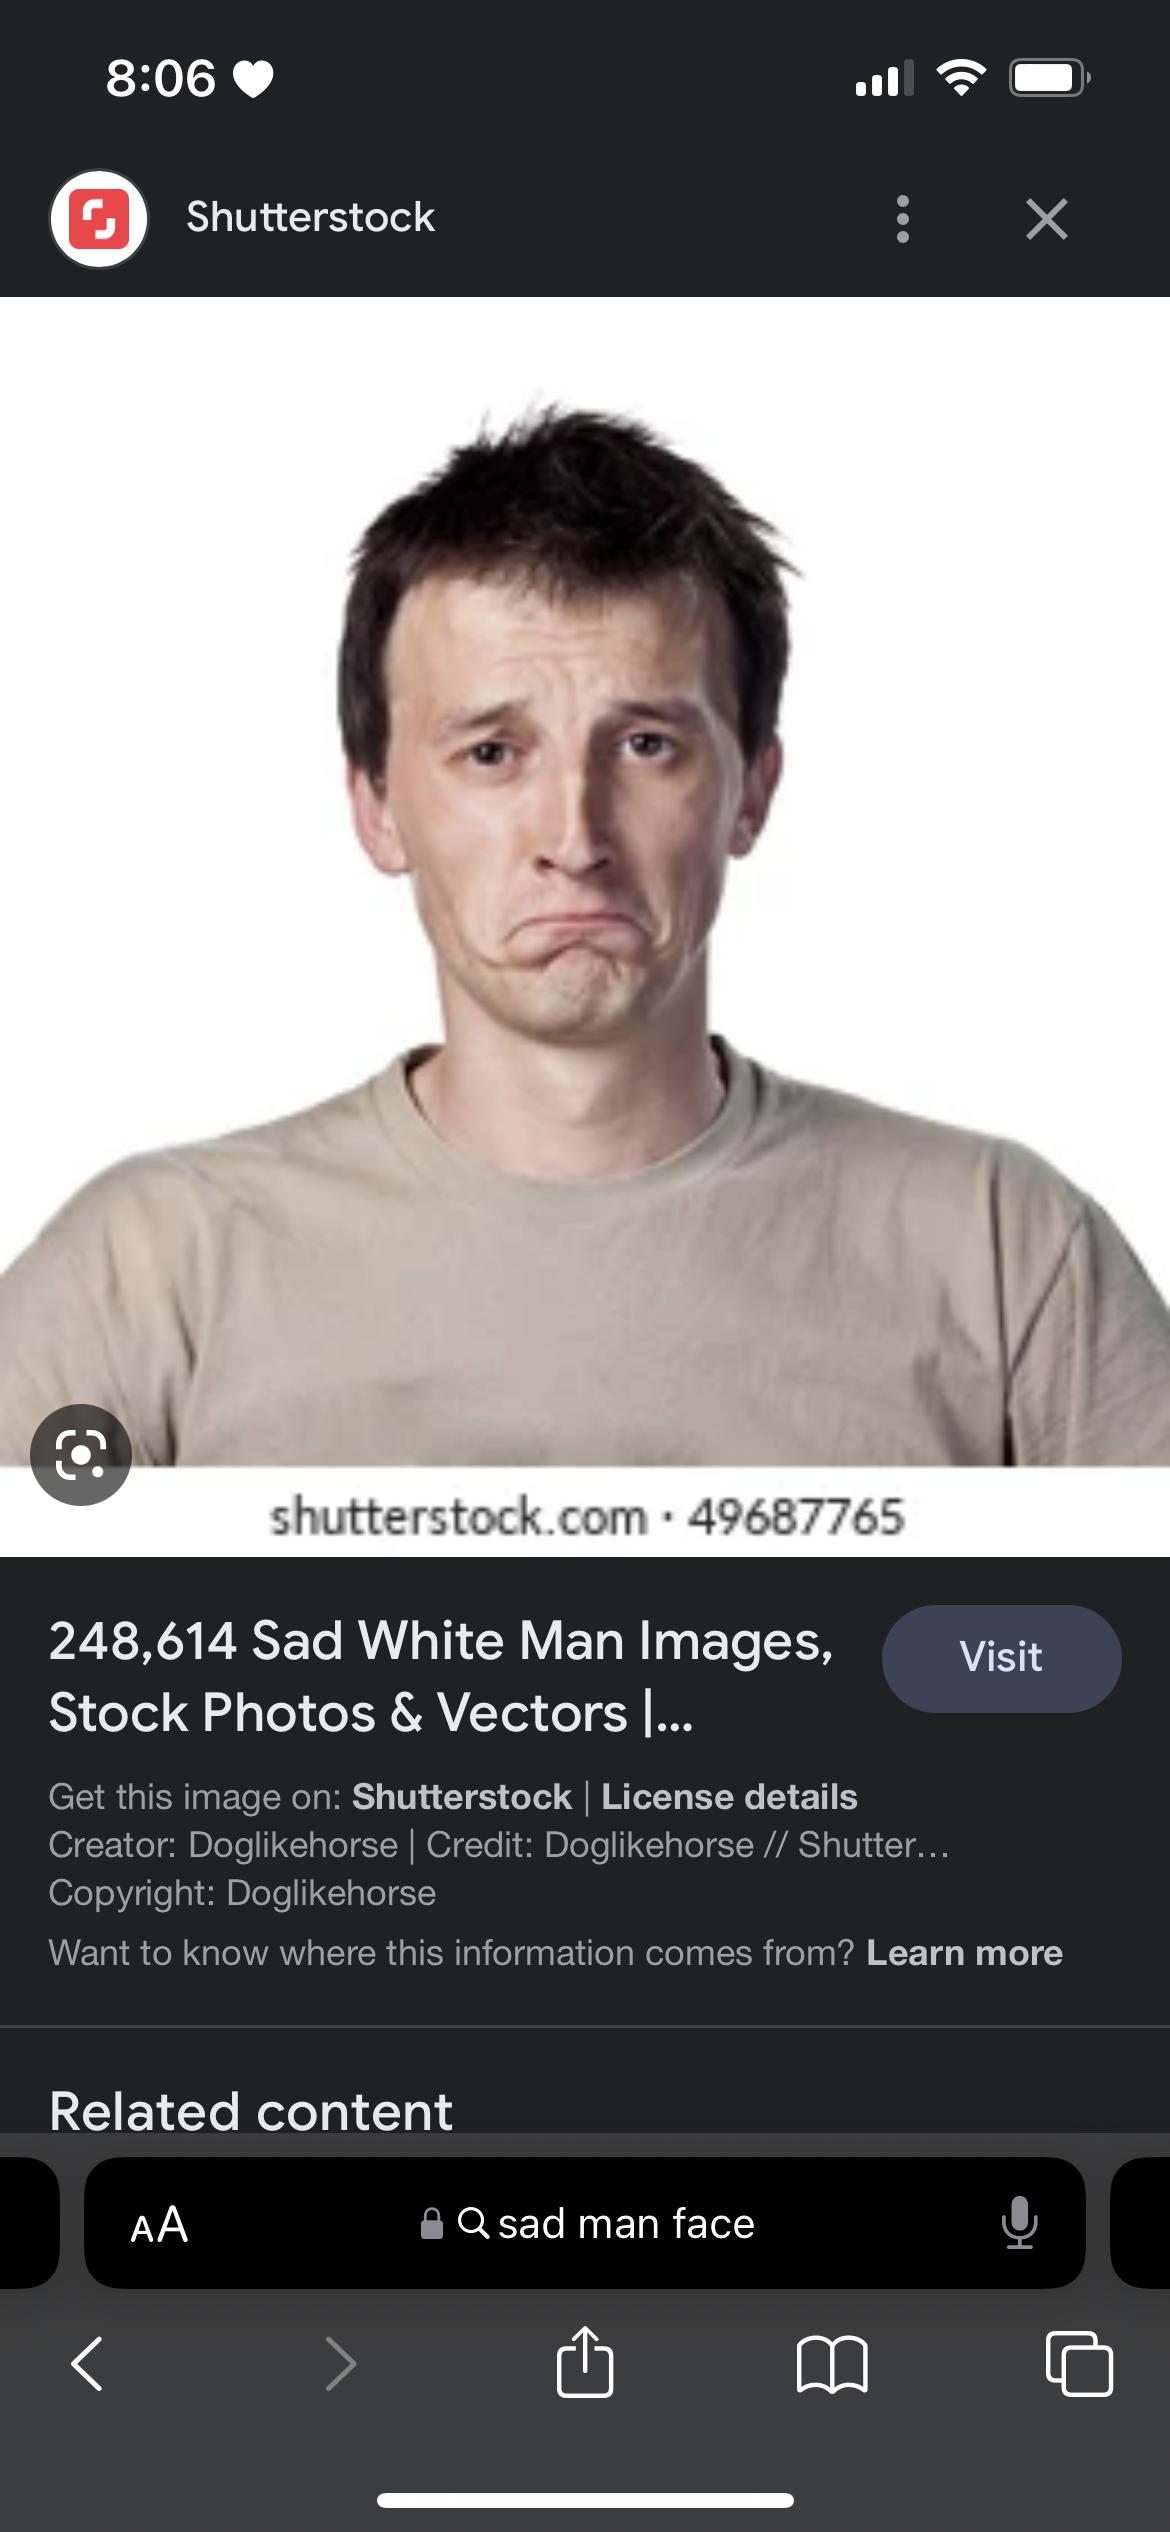 8:06
Shutterstock
shutterstock.com · 49687765
248,614 Sad White Man Images,
Stock Photos & Vectors |...
Visit
Get this image on: Shutterstock | License details
Creator: Doglikehorse | Credit: Doglikehorse // Shutter...
Copyright: Doglikehorse
Want to know where this information comes from? Learn more
Related content
AA
sad man face